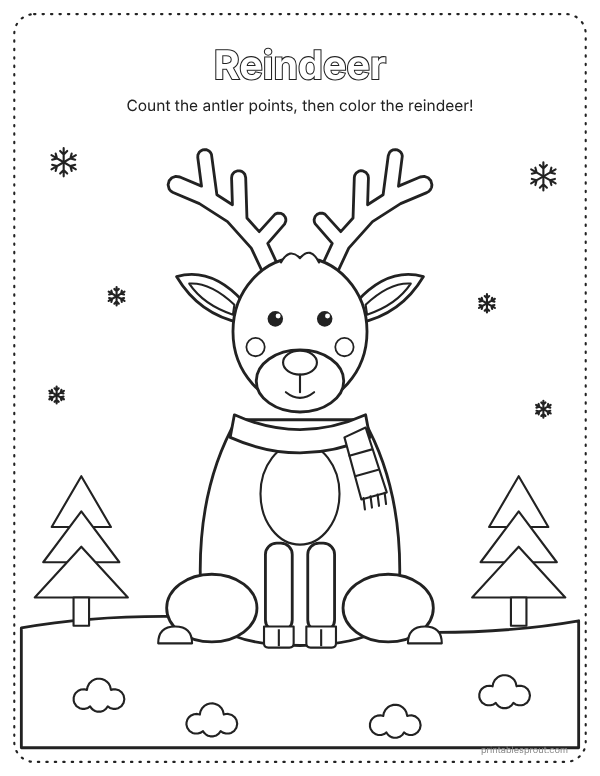 Reindeer
Count the antler points, then color the reindeer!
printablesprout.com